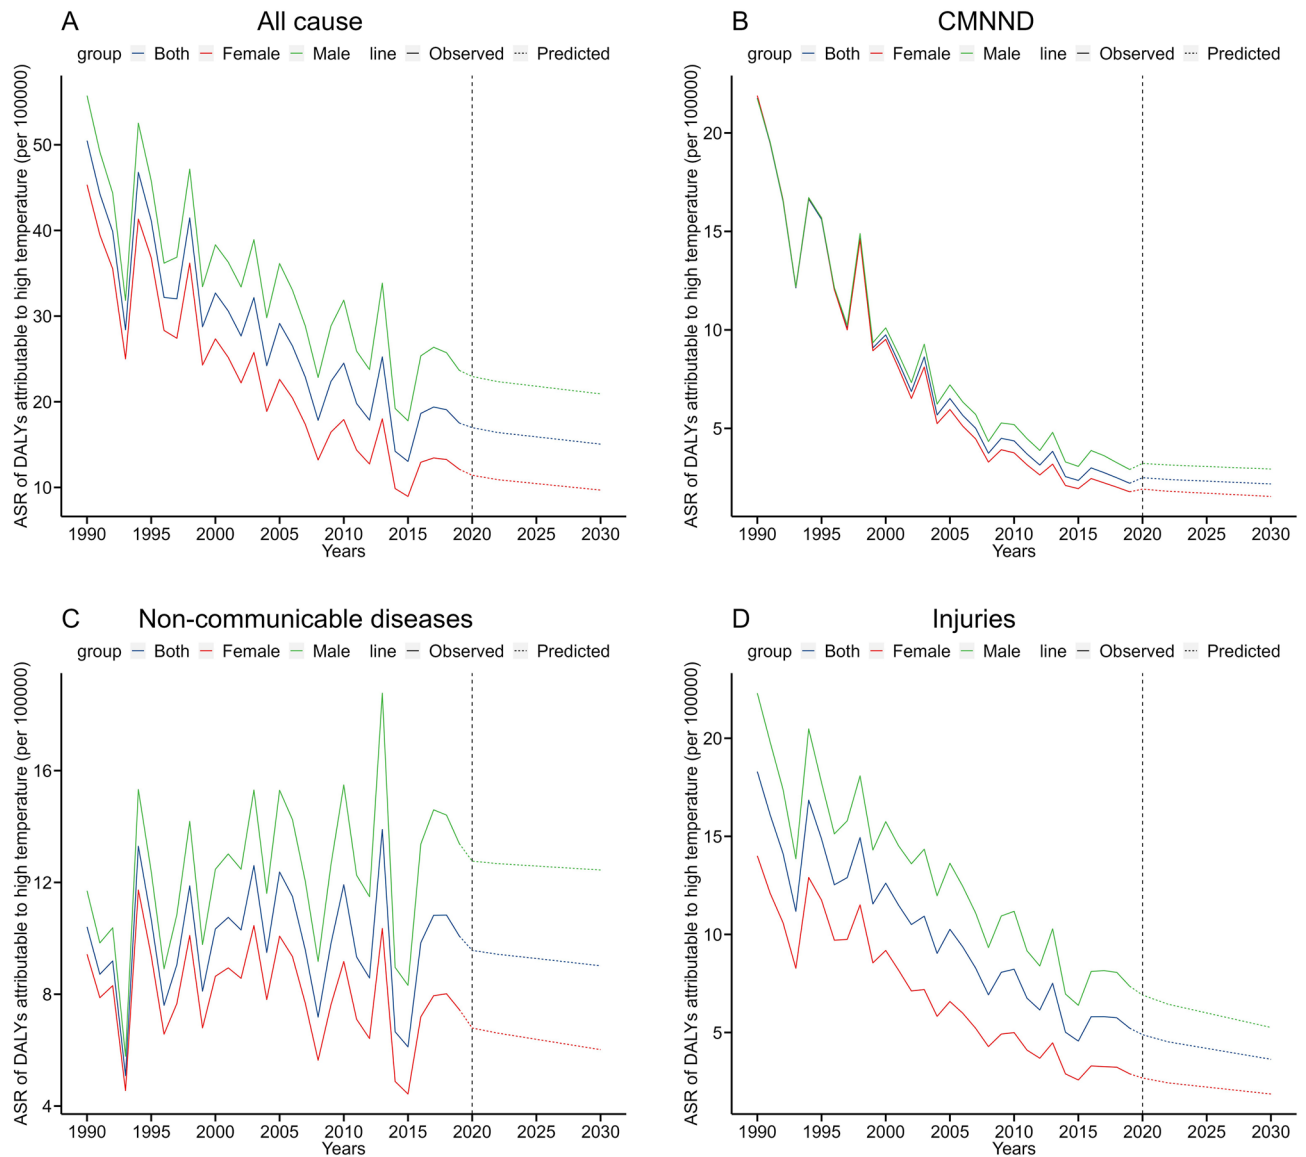 A All cause
group Both Female Male line Observed Predicted
ASR of DALYs attributable to high temperature (per 100000)
50
40
30
20
10
1990 1995 2000 2005 2010 2015 2020 2025 2030
Years
B CMNND
group Both Female Male line Observed Predicted
ASR of DALYs attributable to high temperature (per 100000)
20
15
10
5
1990 1995 2000 2005 2010 2015 2020 2025 2030
Years
C Non-communicable diseases
group Both Female Male line Observed Predicted
ASR of DALYs attributable to high temperature (per 100000)
16
12
8
4
1990 1995 2000 2005 2010 2015 2020 2025 2030
Years
D Injuries
group Both Female Male line Observed Predicted
ASR of DALYs attributable to high temperature (per 100000)
20
15
10
5
1990 1995 2000 2005 2010 2015 2020 2025 2030
Years